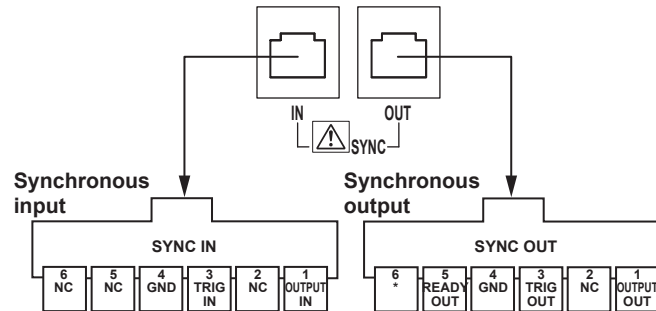 IN OUT
SYNC
Synchronous
input
Synchronous
output
SYNC IN
6
NC
5
NC
4
GND
3
TRIG
IN
2
NC
1
OUTPUT
IN
SYNC OUT
6
*
5
READY
OUT
4
GND
3
TRIG
OUT
2
NC
1
OUTPUT
OUT